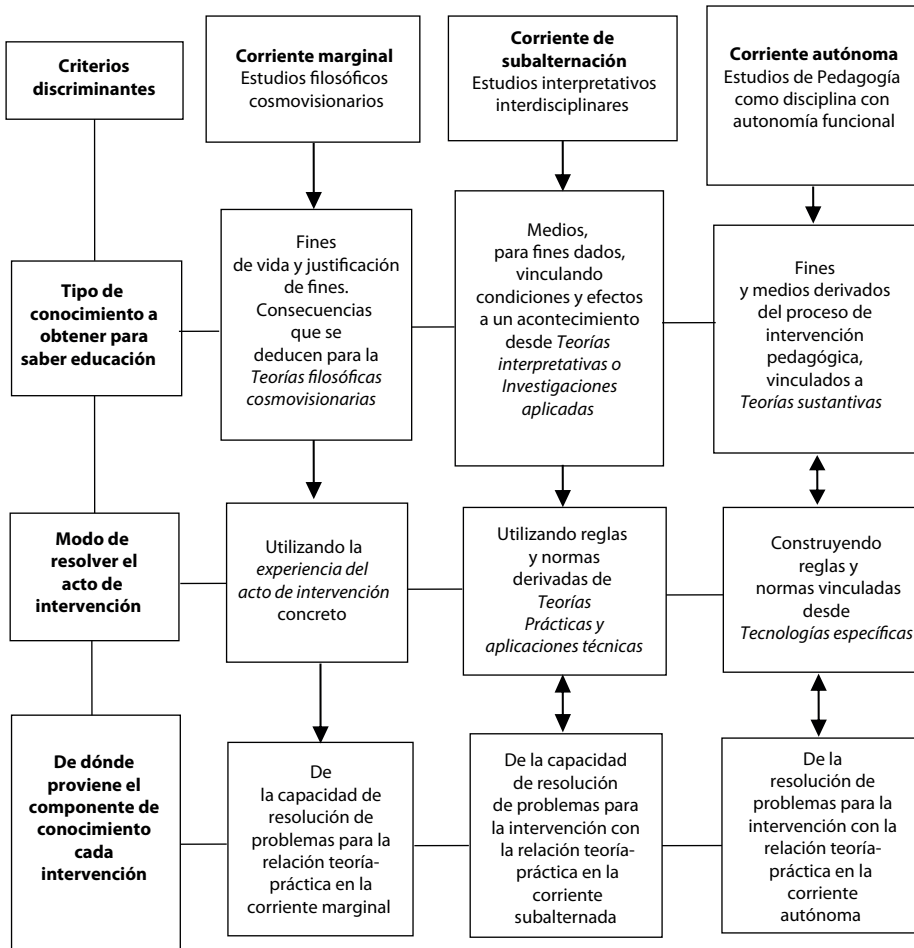 Criterios
discriminantes
Corriente marginal
Estudios filosóficos
cosmovisionarios
Corriente de
subalternación
Estudios interpretativos
interdisciplinares
Corriente autónoma
Estudios de Pedagogía
como disciplina con
autonomía funcional
Tipo de
conocimiento a
obtener para
saber educación
Fines
de vida y justificación
de fines.
Consecuencias
que se
deducen para la
Teorías filosóficas
cosmovisionarias
Medios,
para fines dados,
vinculando
condiciones y efectos
a un acontecimiento
desde Teorías
interpretativas o
Investigaciones
aplicadas
Fines
y medios derivados
del proceso de
intervención
pedagógica,
vinculados a
Teorías sustantivas
Modo de
resolver el
acto de
intervención
Utilizando la
experiencia del
acto de intervención
concreto
Utilizando reglas
y normas
derivadas de
Teorías
Prácticas y
aplicaciones técnicas
Construyendo
reglas y
normas vinculadas
desde
Tecnologías específicas
De dónde
proviene el
componente de
conocimiento
cada
intervención
De
la capacidad de
resolución de
problemas para la
relación teoría-
práctica en la
corriente marginal
De la capacidad
de resolución
de problemas para
la intervención con
la relación teoría-
práctica en la
corriente
subalternada
De la
resolución de
problemas para la
intervención con la
relación teoría-
práctica en la
corriente
autónoma